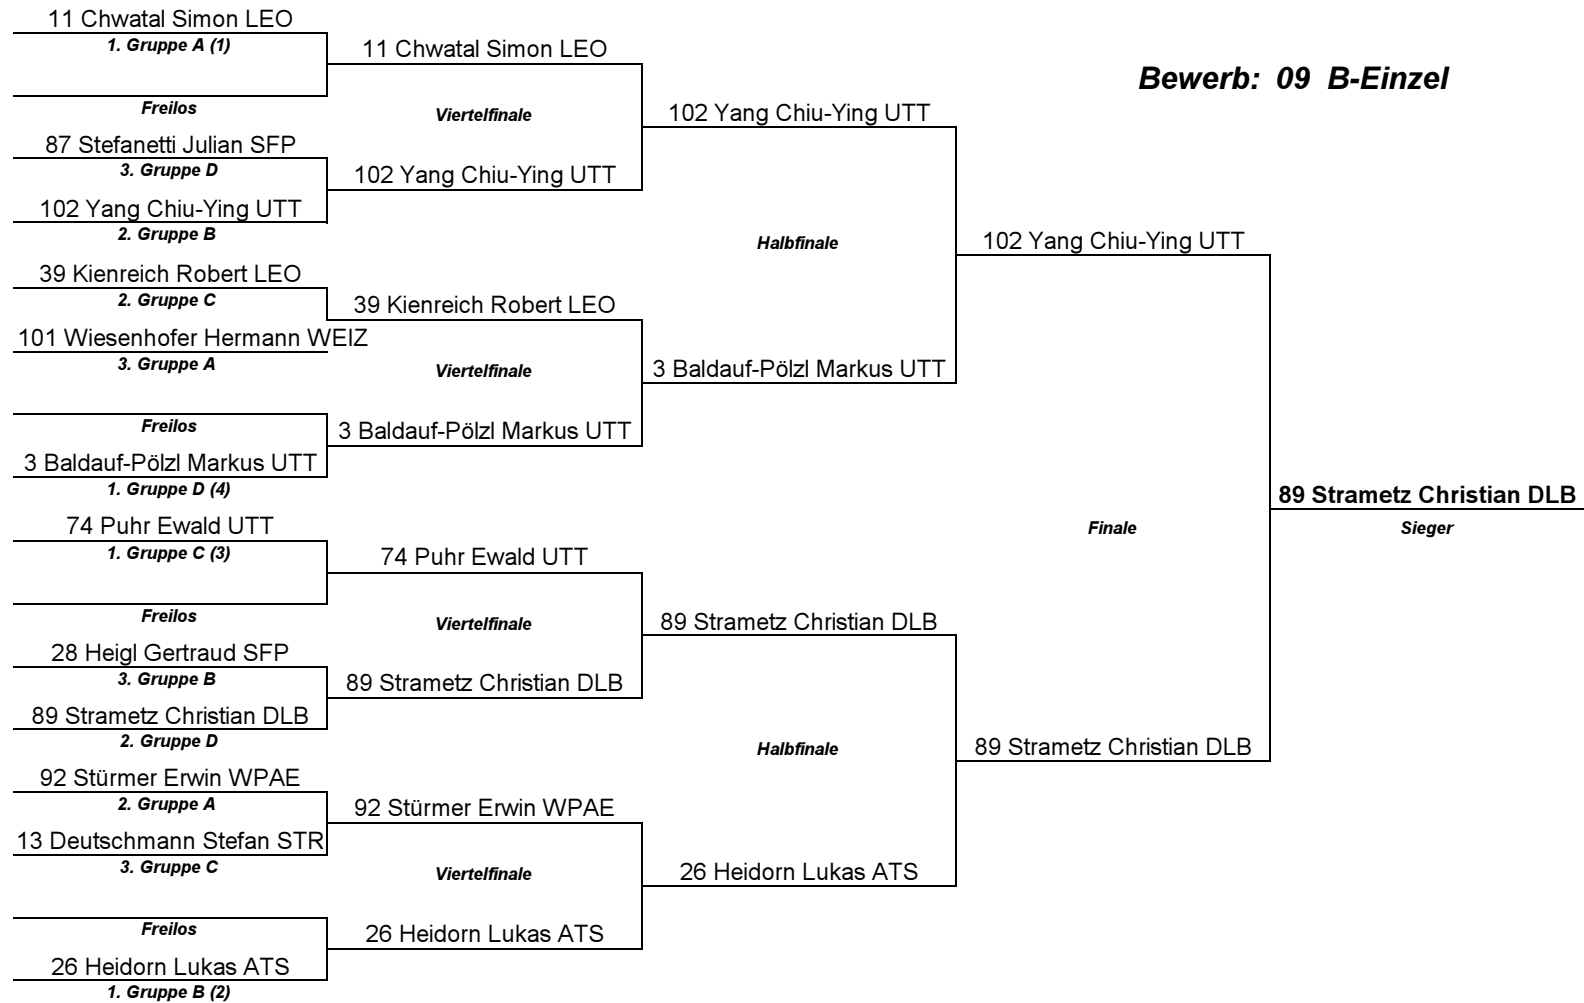 11 Chwatal Simon LEO
1. Gruppe A (1)
11 Chwatal Simon LEO
Bewerb: 09 B-Einzel
Freilos
Viertelfinale
102 Yang Chiu-Ying UTT
87 Stefanetti Julian SFP
3. Gruppe D
102 Yang Chiu-Ying UTT
102 Yang Chiu-Ying UTT
2. Gruppe B
Halbfinale
102 Yang Chiu-Ying UTT
39 Kienreich Robert LEO
2. Gruppe C
39 Kienreich Robert LEO
101 Wiesenhofer Hermann WEIZ
3. Gruppe A
Viertelfinale
3 Baldauf-Pölzl Markus UTT
Freilos
3 Baldauf-Pölzl Markus UTT
3 Baldauf-Pölzl Markus UTT
1. Gruppe D (4)
89 Strametz Christian DLB
74 Puhr Ewald UTT
Finale
Sieger
1. Gruppe C (3)
74 Puhr Ewald UTT
Freilos
Viertelfinale
89 Strametz Christian DLB
28 Heigl Gertraud SFP
3. Gruppe B
89 Strametz Christian DLB
89 Strametz Christian DLB
2. Gruppe D
Halbfinale
89 Strametz Christian DLB
92 Stürmer Erwin WPAE
2. Gruppe A
92 Stürmer Erwin WPAE
13 Deutschmann Stefan STR
3. Gruppe C
Viertelfinale
26 Heidorn Lukas ATS
Freilos
26 Heidorn Lukas ATS
26 Heidorn Lukas ATS
1. Gruppe B (2)